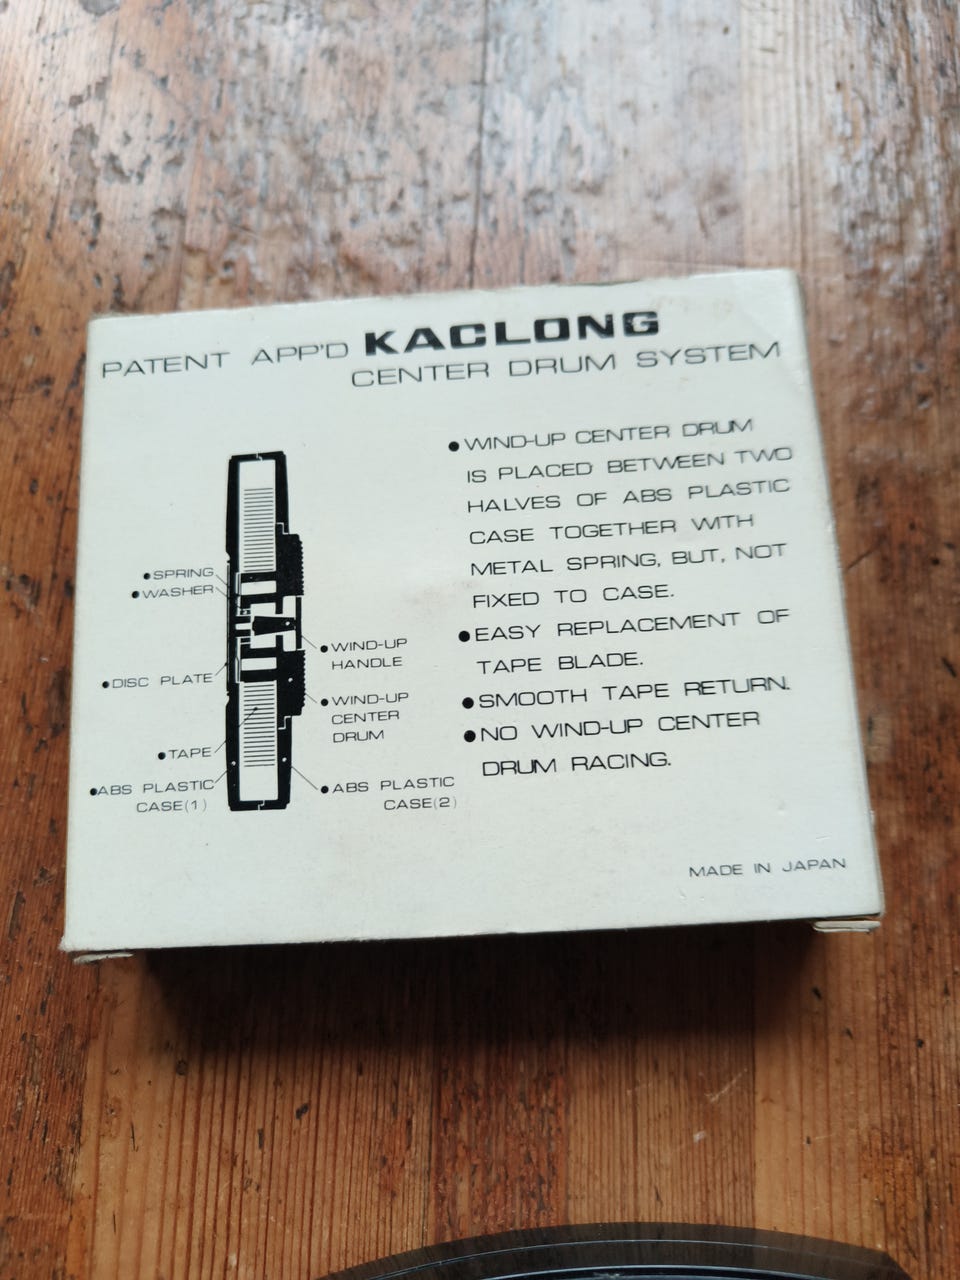 PATENT APP'D KACLONG
CENTER DRUM SYSTEM
●WIND-UP CENTER DRUM
IS PLACED BETWEEN TWO
HALVES OF ABS PLASTIC
CASE TOGETHER WITH
METAL SPRING, BUT, NOT
FIXED TO CASE.
●EASY REPLACEMENT OF
TAPE BLADE.
●SMOOTH TAPE RETURN.
●NO WIND-UP CENTER
DRUM RACING.
●SPRING
●WASHER
●DISC PLATE
●TAPE
●ABS PLASTIC
CASE(1)
●WIND-UP
HANDLE
●WIND-UP
CENTER
DRUM
●ABS PLASTIC
CASE(2)
MADE IN JAPAN